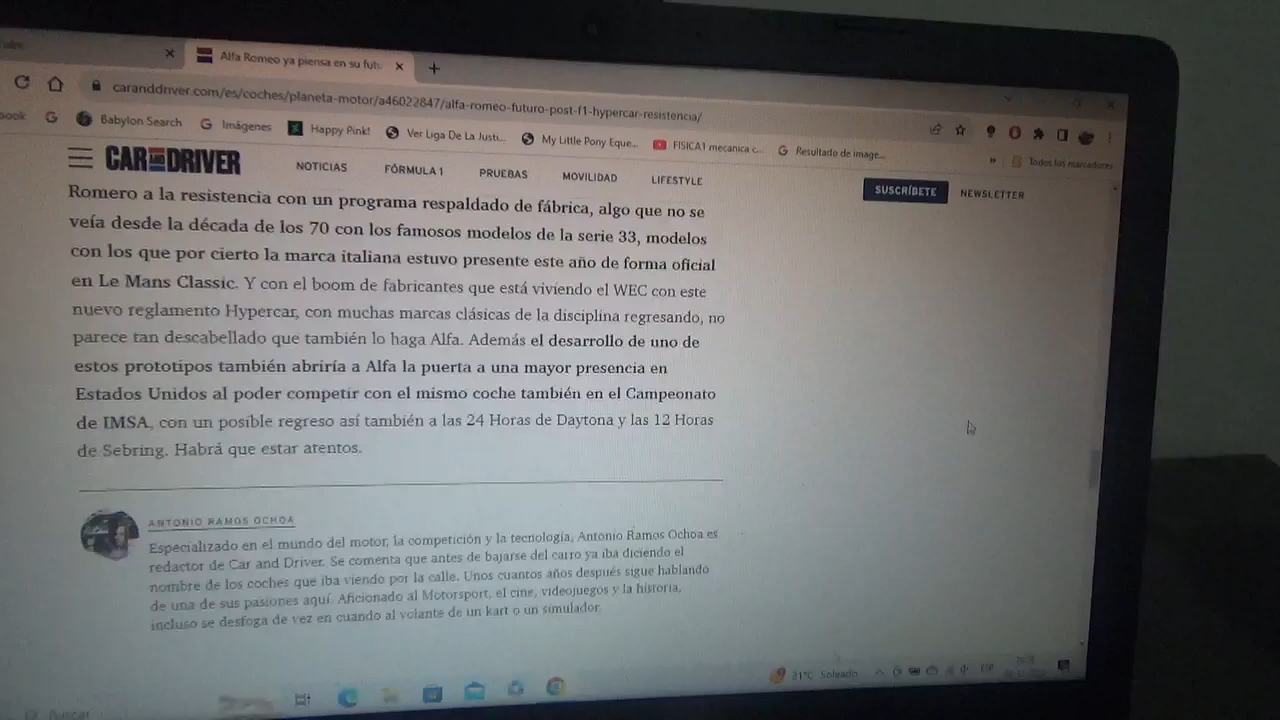 Alfa Romeo ya piensa en su futu
caranddriver.com/es/coches/planeta-motor/a46022847/alfa-romeo-futuro-post-f1-hypercar-resistencia/
Babylon Search
Imágenes
Happy Pink!
Ver Liga De La Justi...
My Little Pony Eque...
FISICA1 mecanica c...
Resultado de image...
Todos los marcadores
CAR AND DRIVER
NOTICIAS
FÓRMULA 1
PRUEBAS
MOVILIDAD
LIFESTYLE
SUSCRÍBETE
NEWSLETTER
Romero a la resistencia con un programa respaldado de fábrica, algo que no se
veía desde la década de los 70 con los famosos modelos de la serie 33, modelos
con los que por cierto la marca italiana estuvo presente este año de forma oficial
en Le Mans Classic. Y con el boom de fabricantes que está viviendo el WEC con este
nuevo reglamento Hypercar, con muchas marcas clásicas de la disciplina regresando, no
parece tan descabellado que también lo haga Alfa. Además el desarrollo de uno de
estos prototipos también abriría a Alfa la puerta a una mayor presencia en
Estados Unidos al poder competir con el mismo coche también en el Campeonato
de IMSA, con un posible regreso así también a las 24 Horas de Daytona y las 12 Horas
de Sebring. Habrá que estar atentos.
ANTONIO RAMOS OCHOA
Especializado en el mundo del motor, la competición y la tecnología, Antonio Ramos Ochoa es
redactor de Car and Driver. Se comenta que antes de bajarse del carro ya iba diciendo el
nombre de los coches que iba viendo por la calle. Unos cuantos años después sigue hablando
de una de sus pasiones aquí. Aficionado al Motorsport, el cine, videojuegos y la historia,
incluso se desfoga de vez en cuando al volante de un kart o un simulador.
21°C Soleado
ESP
Buscar